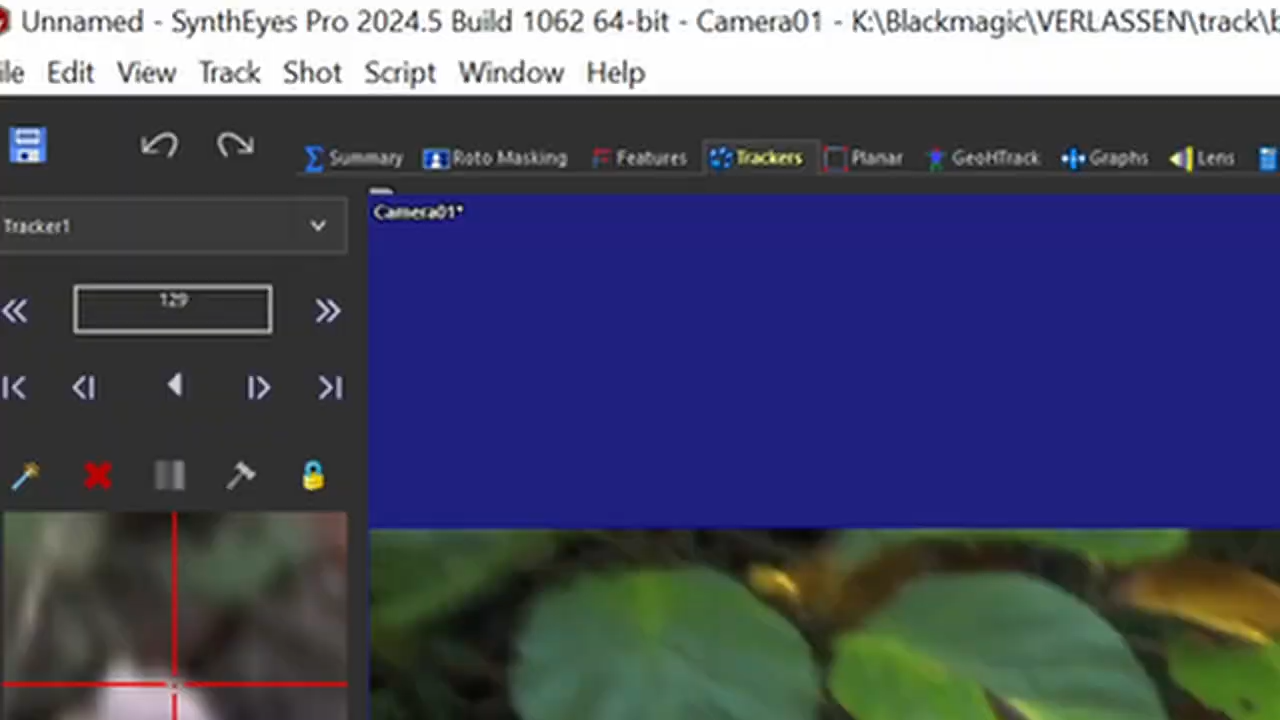 Unnamed - SynthEyes Pro 2024.5 Build 1062 64-bit - Camera01 - K:\Blackmagic\VERLASSEN\track\b
ile Edit View Track Shot Script Window Help
Summary Roto Masking Features Trackers Planar GeoHTrack Graphs Lens
Camera01*
Tracker1
129